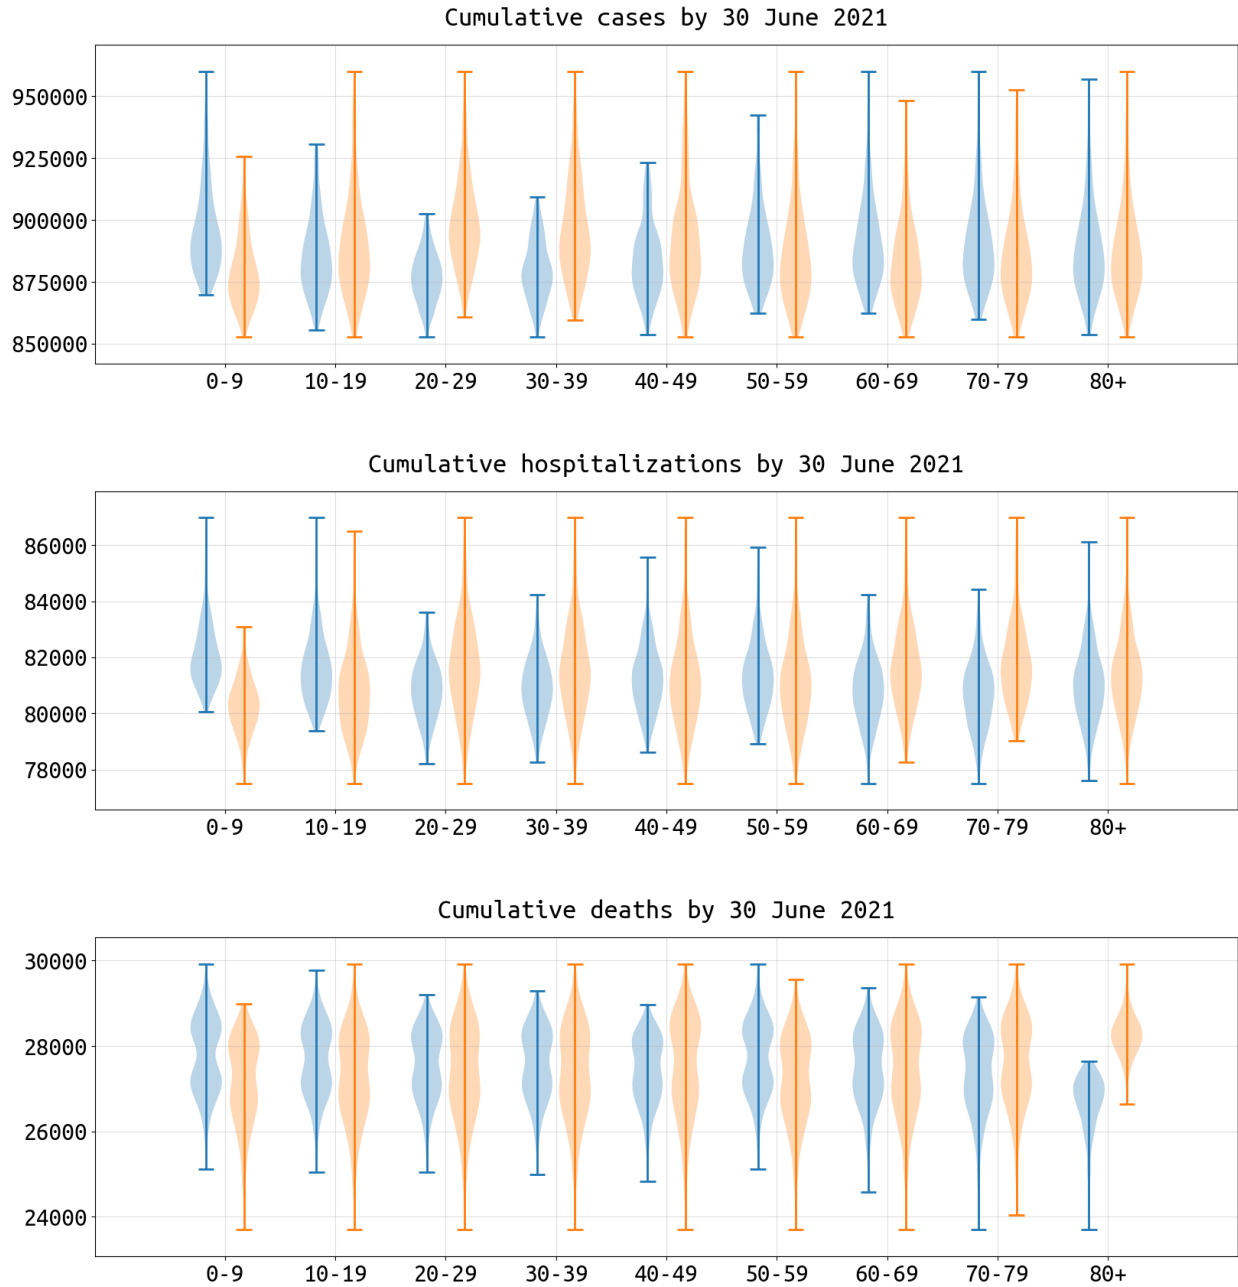 Cumulative cases by 30 June 2021
950000
925000
900000
875000
850000
0-9 10-19 20-29 30-39 40-49 50-59 60-69 70-79 80+
Cumulative hospitalizations by 30 June 2021
86000
84000
82000
80000
78000
0-9 10-19 20-29 30-39 40-49 50-59 60-69 70-79 80+
Cumulative deaths by 30 June 2021
30000
28000
26000
24000
0-9 10-19 20-29 30-39 40-49 50-59 60-69 70-79 80+